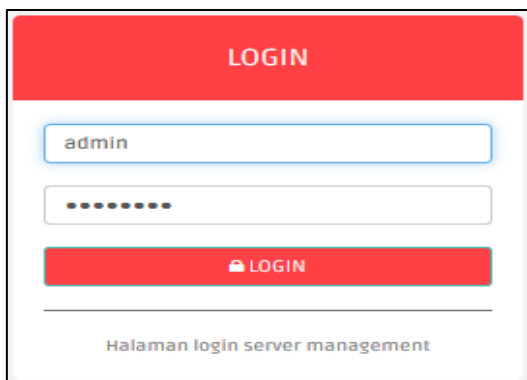 LOGIN
admin
••••••••
LOGIN
Halaman login server management